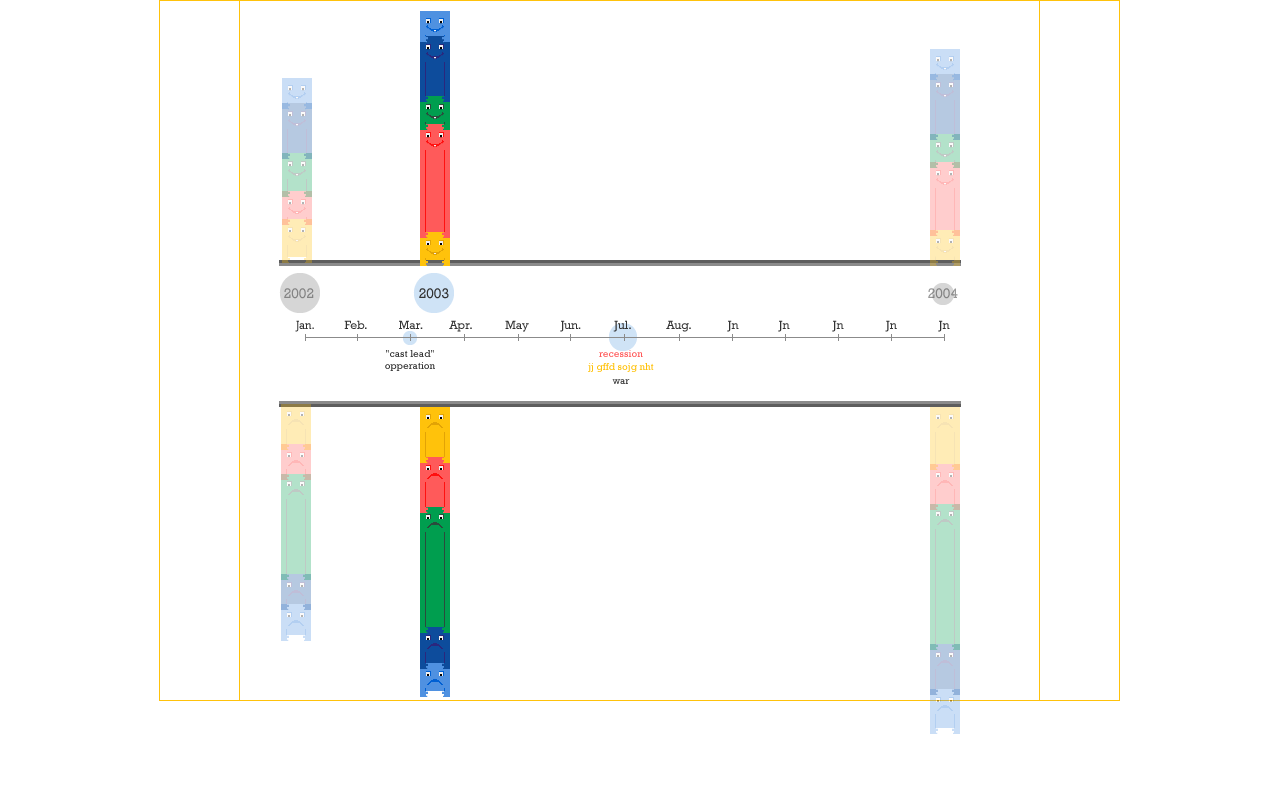 2002 2003 2004
Jan. Feb. Mar. Apr. May Jun. Jul. Aug. Jn Jn Jn Jn Jn
"cast lead"
opperation
recession
jj gffd sojg nht
war